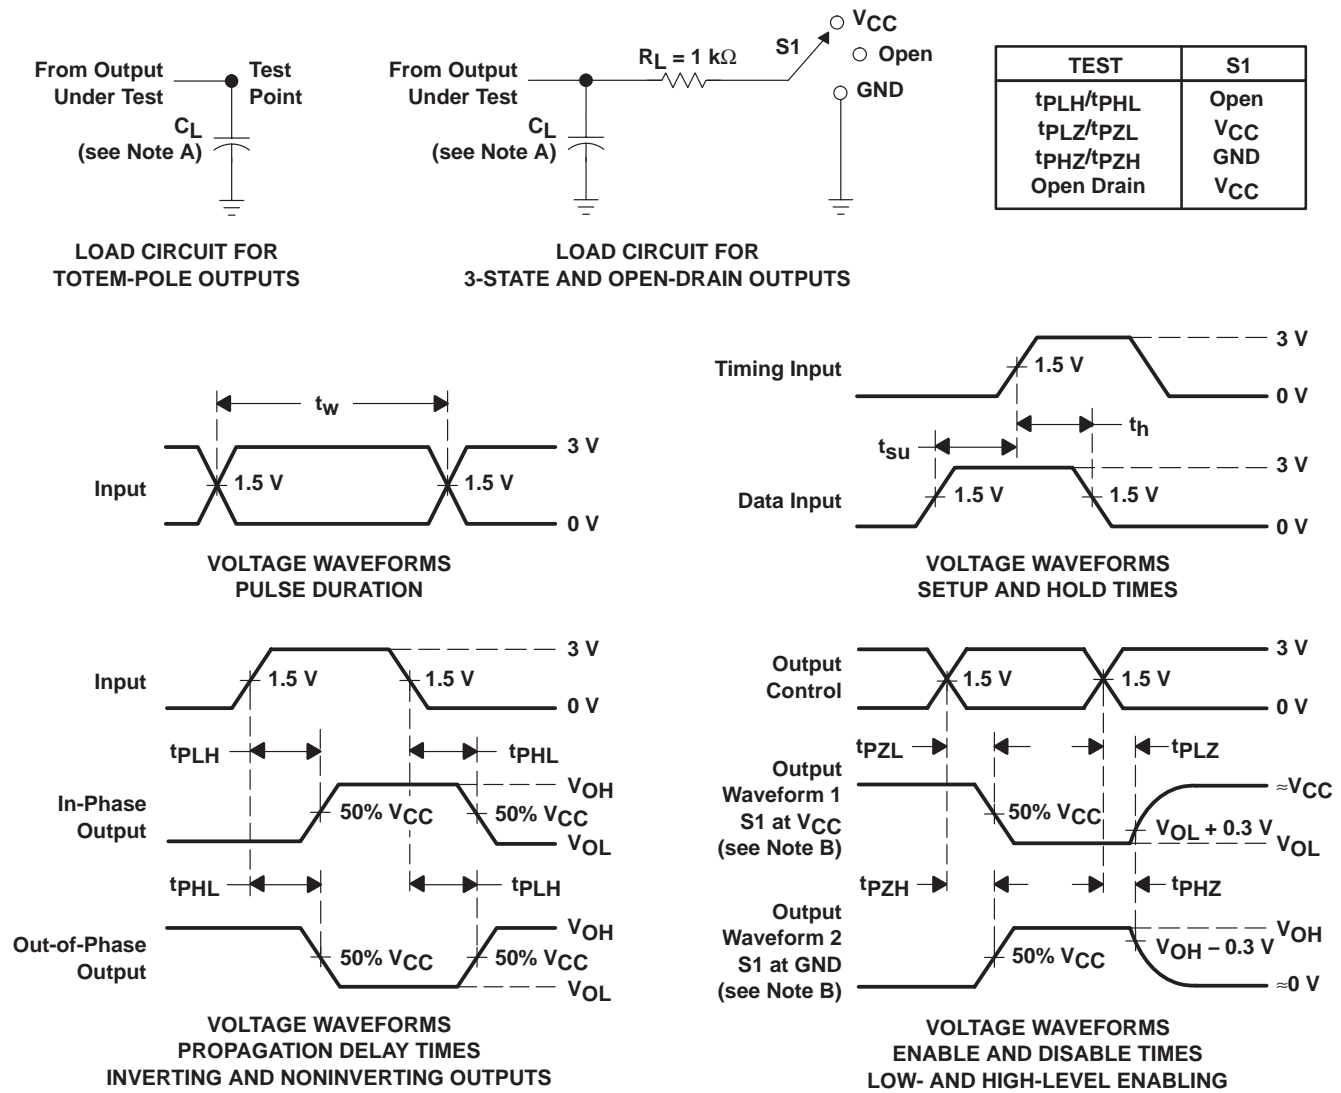 From Output
Under Test
Test
Point
CL
(see Note A)
LOAD CIRCUIT FOR
TOTEM-POLE OUTPUTS
From Output
Under Test
RL = 1 kΩ
S1
VCC
Open
GND
CL
(see Note A)
LOAD CIRCUIT FOR
3-STATE AND OPEN-DRAIN OUTPUTS
TEST S1
tPLH/tPHL Open
tPLZ/tPZL VCC
tPHZ/tPZH GND
Open Drain VCC
tw
Input
1.5 V
1.5 V
3 V
0 V
VOLTAGE WAVEFORMS
PULSE DURATION
Timing Input
1.5 V
3 V
0 V
th
tsu
Data Input
1.5 V
1.5 V
3 V
0 V
VOLTAGE WAVEFORMS
SETUP AND HOLD TIMES
Input
1.5 V
1.5 V
3 V
0 V
tPLH
tPHL
In-Phase
Output
50% VCC
50% VCC
VOH
VOL
tPHL
tPLH
Out-of-Phase
Output
50% VCC
50% VCC
VOH
VOL
VOLTAGE WAVEFORMS
PROPAGATION DELAY TIMES
INVERTING AND NONINVERTING OUTPUTS
Output
Control
1.5 V
1.5 V
3 V
0 V
tPZL
tPLZ
Output
Waveform 1
S1 at VCC
(see Note B)
50% VCC
VOL + 0.3 V
≈VCC
VOL
tPZH
tPHZ
Output
Waveform 2
S1 at GND
(see Note B)
50% VCC
VOH − 0.3 V
VOH
≈0 V
VOLTAGE WAVEFORMS
ENABLE AND DISABLE TIMES
LOW- AND HIGH-LEVEL ENABLING